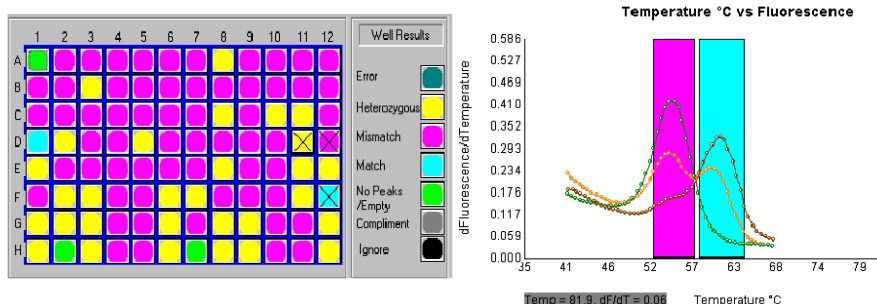 1 2 3 4 5 6 7 8 9 10 11 12
A
B
C
D
E
F
G
H
Well Results
Error
Heterozygous
Mismatch
Match
No Peaks
/Empty
Compliment
Ignore
Temperature °C vs Fluorescence
dFluorescence/dTemperature
0.586
0.527
0.469
0.410
0.352
0.293
0.234
0.176
0.117
0.059
0.000
35 41 46 52 57 63 68 74 79
Temp = 81.9, dF/dT = 0.06
Temperature °C